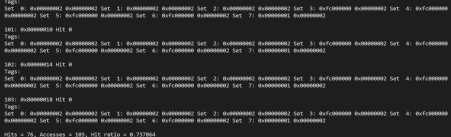 Tags:
Set 0: 0x00000002 0x00000002 Set 1: 0x00000002 0x00000002 Set 2: 0x00000002 0x00000002 Set 3: 0xfc000000 0x00000002 Set 4: 0xfc000000
0x00000002 Set 5: 0xfc000000 0x00000002 Set 6: 0xfc000000 0x00000002 Set 7: 0x00000001 0x00000002
101: 0x80000010 Hit 0
Tags:
Set 0: 0x00000002 0x00000002 Set 1: 0x00000002 0x00000002 Set 2: 0x00000002 0x00000002 Set 3: 0xfc000000 0x00000002 Set 4: 0xfc000000
0x00000002 Set 5: 0xfc000000 0x00000002 Set 6: 0xfc000000 0x00000002 Set 7: 0x00000001 0x00000002
102: 0x80000014 Hit 0
Tags:
Set 0: 0x00000002 0x00000002 Set 1: 0x00000002 0x00000002 Set 2: 0x00000002 0x00000002 Set 3: 0xfc000000 0x00000002 Set 4: 0xfc000000
0x00000002 Set 5: 0xfc000000 0x00000002 Set 6: 0xfc000000 0x00000002 Set 7: 0x00000001 0x00000002
103: 0x80000018 Hit 0
Tags:
Set 0: 0x00000002 0x00000002 Set 1: 0x00000002 0x00000002 Set 2: 0x00000002 0x00000002 Set 3: 0xfc000000 0x00000002 Set 4: 0xfc000000
0x00000002 Set 5: 0xfc000000 0x00000002 Set 6: 0xfc000000 0x00000002 Set 7: 0x00000001 0x00000002
Hits = 76, Accesses = 103, Hit ratio = 0.737864